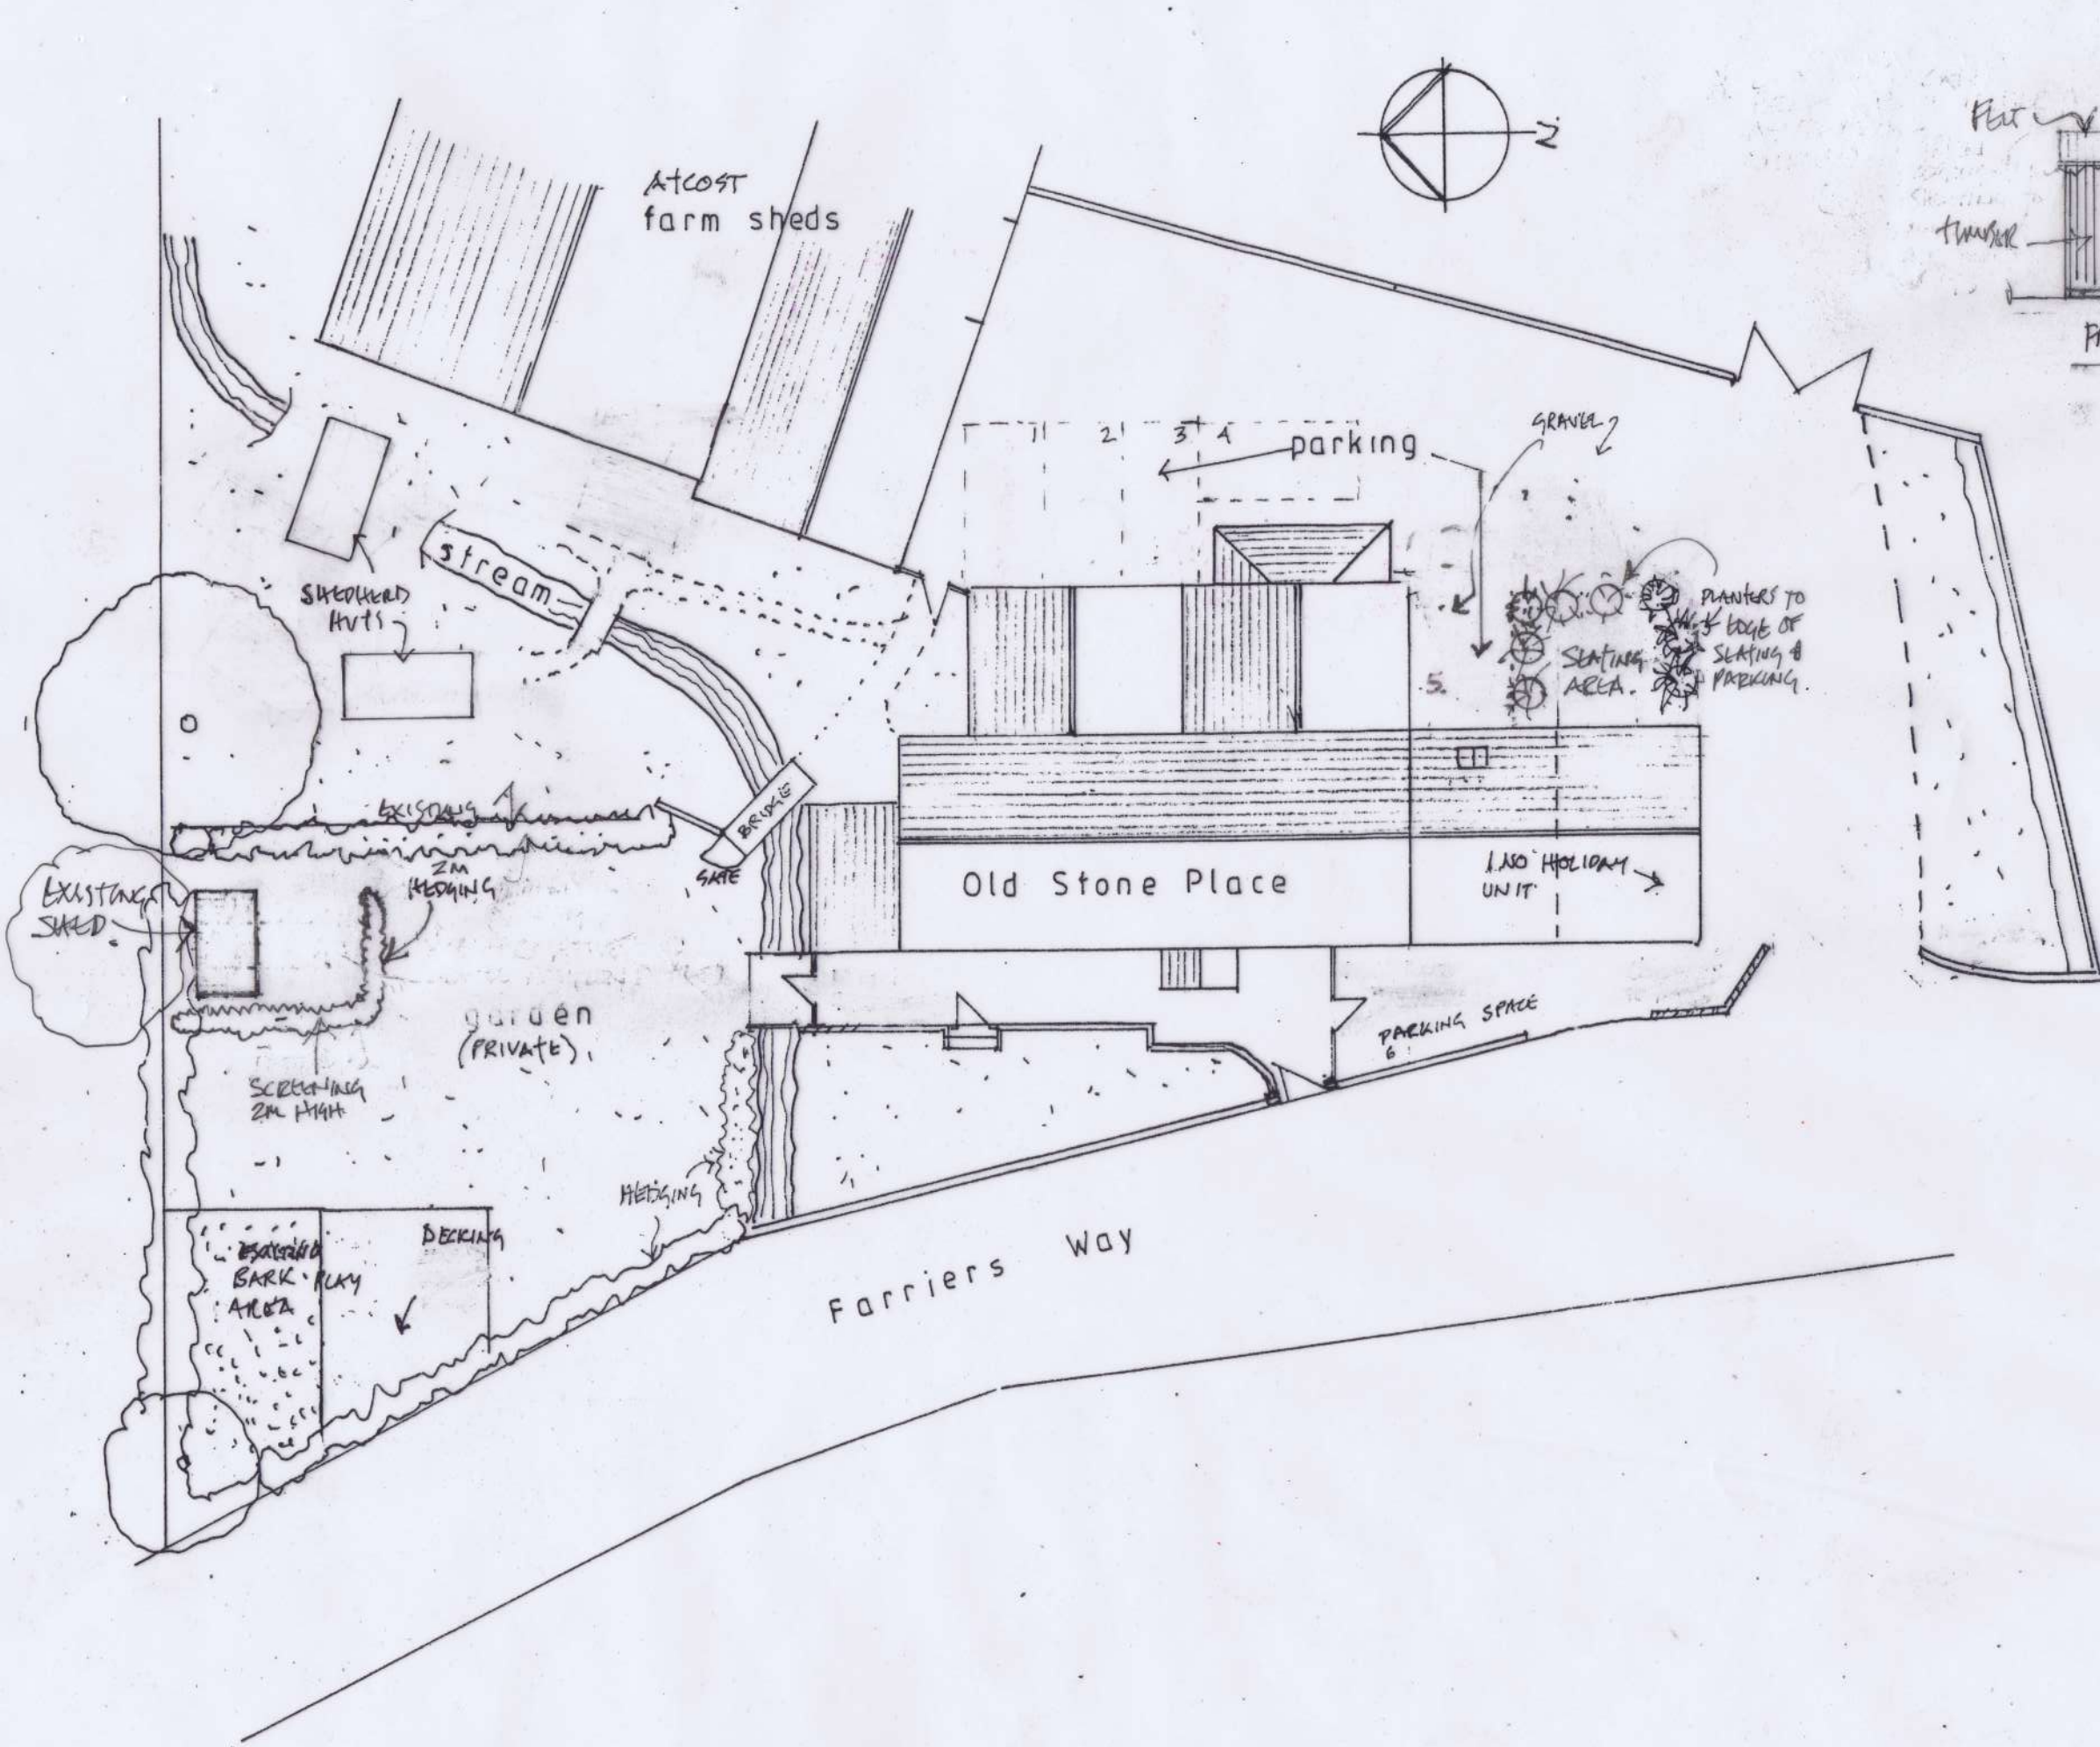 ATCOST
farm sheds
N
FELT
TIMBER
1
2
3
4
parking
GRAVEL
stream
SHEPHERD
HUTS
PLANTERS TO
EDGE OF
SEATING &
PARKING.
SEATING
AREA.
5.
EXISTING
2M
HEDGING
BRIDGE
GATE
EXISTING
SHED.
Old Stone Place
1 NO HOLIDAY
UNIT
garden
(PRIVATE).
PARKING SPACE
6
SCREENING
2M HIGH
HEDGING
DECKING
EXISTING
BARK PLAY
AREA
Farriers Way